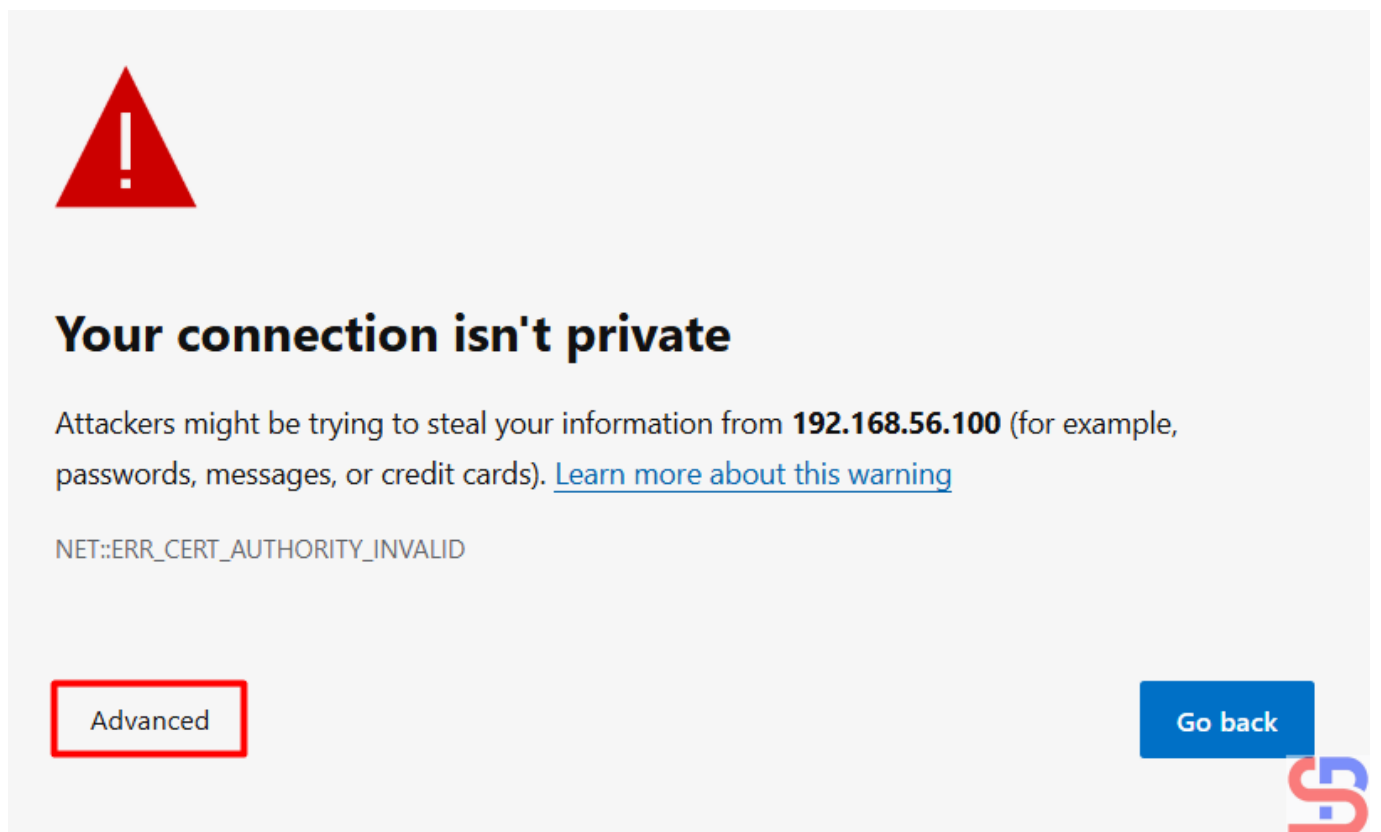 Your connection isn't private
Attackers might be trying to steal your information from 192.168.56.100 (for example,
passwords, messages, or credit cards). Learn more about this warning
NET::ERR_CERT_AUTHORITY_INVALID
Advanced
Go back